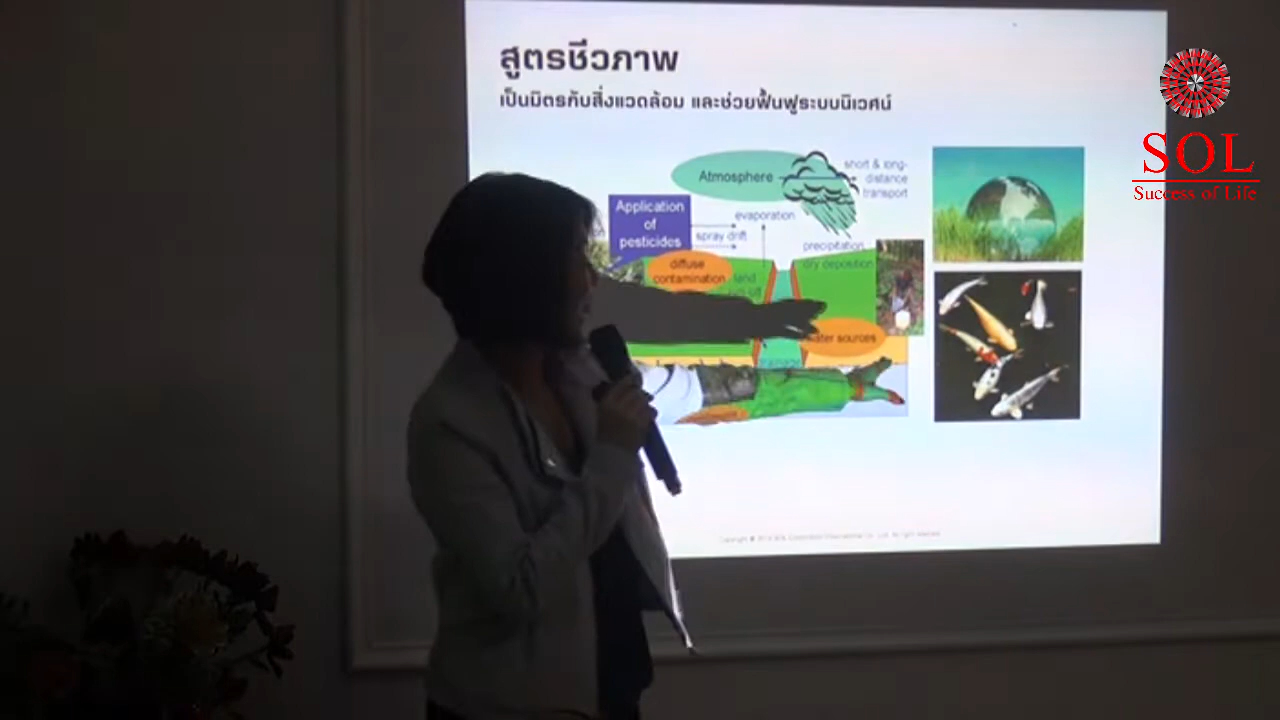 สูตรชีวภาพ
เป็นมิตรกับสิ่งแวดล้อม และช่วยฟื้นฟูระบบนิเวศน์
Atmosphere
short & long-
distance
transport
Application
of
pesticides
evaporation
spray drift
precipitation
dry deposition
diffuse
contamination
land
water sources
drainage
SOL
Success of Life